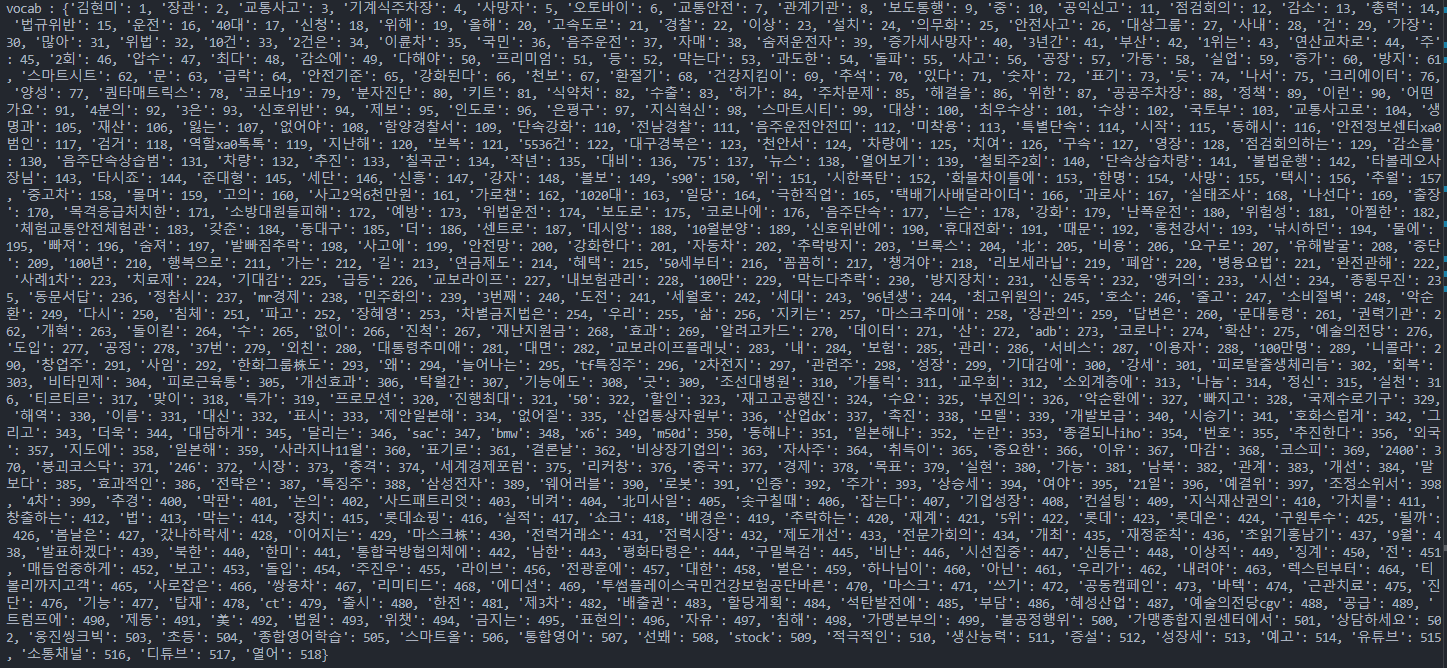 vocab : {'김현미': 1, '장관': 2, '교통사고': 3, '기계식주차장': 4, '사망자': 5, '오토바이': 6, '교통안전': 7, '관계기관': 8, '보도통행': 9, '중': 10, '공익신고': 11, '점검회의': 12, '감소': 13, '총력': 14,
'법규위반': 15, '운전': 16, '40대': 17, '신청': 18, '위해': 19, '올해': 20, '고속도로': 21, '경찰': 22, '이상': 23, '설치': 24, '의무화': 25, '안전사고': 26, '대상그룹': 27, '사내': 28, '건': 29, '가장':
30, '많아': 31, '위법': 32, '10건': 33, '2건은': 34, '이륜차': 35, '국민': 36, '음주운전': 37, '자매': 38, '숨져운전자': 39, '증가세사망자': 40, '3년간': 41, '부산': 42, '1위는': 43, '연산교차로': 44, '주'
: 45, '2회': 46, '압수': 47, '최다': 48, '감소에': 49, '다해야': 50, '프리미엄': 51, '등': 52, '막는다': 53, '과도한': 54, '돌파': 55, '사고': 56, '공장': 57, '가동': 58, '실업': 59, '증가': 60, '방지': 61
, '스마트시트': 62, '문': 63, '급락': 64, '안전기준': 65, '강화된다': 66, '천보': 67, '환절기': 68, '건강지킴이': 69, '추석': 70, '있다': 71, '숫자': 72, '표기': 73, '듯': 74, '나서': 75, '크리에이터': 76,
'양성': 77, '퀀타매트릭스': 78, '코로나19': 79, '분자진단': 80, '키트': 81, '식약처': 82, '수출': 83, '허가': 84, '주차문제': 85, '해결을': 86, '위한': 87, '공공주차장': 88, '정책': 89, '이런': 90, '어떤
가요': 91, '4분의': 92, '3은': 93, '신호위반': 94, '제보': 95, '인도로': 96, '은평구': 97, '지식혁신': 98, '스마트시티': 99, '대상': 100, '최우수상': 101, '수상': 102, '국토부': 103, '교통사고로': 104, '생
명과': 105, '재산': 106, '잃는': 107, '없어야': 108, '함양경찰서': 109, '단속강화': 110, '전남경찰': 111, '음주운전안전띠': 112, '미착용': 113, '특별단속': 114, '시작': 115, '동해시': 116, '안전정보센터xa0
범인': 117, '검거': 118, '역할xa0톡톡': 119, '지난해': 120, '보복': 121, '5536건': 122, '대구경북은': 123, '천안서': 124, '차량에': 125, '치여': 126, '구속': 127, '영장': 128, '점검회의하는': 129, '감소를'
: 130, '음주단속상습범': 131, '차량': 132, '추진': 133, '칠곡군': 134, '작년': 135, '대비': 136, '75': 137, '뉴스': 138, '열어보기': 139, '철퇴주2회': 140, '단속상습차량': 141, '불법운행': 142, '타볼레오사
장님': 143, '타시죠': 144, '준대형': 145, '세단': 146, '신흥': 147, '강자': 148, '볼보': 149, 's90': 150, '위': 151, '시한폭탄': 152, '화물차이틀에': 153, '한명': 154, '사망': 155, '택시': 156, '추월': 157
, '중고차': 158, '몰며': 159, '고의': 160, '사고2억6천만원': 161, '가로챈': 162, '1020대': 163, '일당': 164, '극한직업': 165, '택배기사배달라이더': 166, '과로사': 167, '실태조사': 168, '나선다': 169, '출장'
: 170, '목격응급처치한': 171, '소방대원들피해': 172, '예방': 173, '위법운전': 174, '보도로': 175, '코로나에': 176, '음주단속': 177, '느슨': 178, '강화': 179, '난폭운전': 180, '위험성': 181, '아찔한': 182
, '체험교통안전체험관': 183, '갖춘': 184, '동대구': 185, '더': 186, '센트로': 187, '데시앙': 188, '10월분양': 189, '신호위반에': 190, '휴대전화': 191, '때문': 192, '홍천강서': 193, '낚시하던': 194, '물에':
195, '빠져': 196, '숨져': 197, '발빠짐추락': 198, '사고에': 199, '안전망': 200, '강화한다': 201, '자동차': 202, '추락방지': 203, '브룩스': 204, '北': 205, '비용': 206, '요구로': 207, '유해발굴': 208, '중단'
: 209, '100년': 210, '행복으로': 211, '가는': 212, '길': 213, '연금제도': 214, '혜택': 215, '50세부터': 216, '꼼꼼히': 217, '챙겨야': 218, '리보세라닙': 219, '폐암': 220, '병용요법': 221, '완전관해': 222,
'사례1차': 223, '치료제': 224, '기대감': 225, '급등': 226, '교보라이프': 227, '내보험관리': 228, '100만': 229, '막는다추락': 230, '방지장치': 231, '신동욱': 232, '앵커의': 233, '시선': 234, '종횡무진': 23
5, '동문서답': 236, '정참시': 237, 'mr경제': 238, '민주화의': 239, '3번째': 240, '도전': 241, '세월호': 242, '세대': 243, '96년생': 244, '최고위원의': 245, '호소': 246, '출고': 247, '소비절벽': 248, '악순
환': 249, '다시': 250, '침체': 251, '파고': 252, '장혜영': 253, '차별금지법은': 254, '우리': 255, '삶': 256, '지키는': 257, '마스크추미애': 258, '장관의': 259, '답변은': 260, '문대통령': 261, '권력기관': 2
62, '개혁': 263, '돌이킬': 264, '수': 265, '없이': 266, '진척': 267, '재난지원금': 268, '효과': 269, '알려고카드': 270, '데이터': 271, '산': 272, 'adb': 273, '코로나': 274, '확산': 275, '예술의전당': 276,
'도입': 277, '공정': 278, '37번': 279, '외친': 280, '대통령추미애': 281, '대면': 282, '교보라이프플래닛': 283, '내': 284, '보험': 285, '관리': 286, '서비스': 287, '이용자': 288, '100만명': 289, '니콜라': 2
90, '창업주': 291, '사임': 292, '한화그룹株도': 293, '왜': 294, '늘어나는': 295, 'tf특징주': 296, '2차전지': 297, '관련주': 298, '성장': 299, '기대감에': 300, '강세': 301, '피로탈출생체리듬': 302, '회복':
303, '비타민제': 304, '피로근육통': 305, '개선효과': 306, '탁월간': 307, '기능에도': 308, '굿': 309, '조선대병원': 310, '가톨릭': 311, '교우회': 312, '소외계층에': 313, '나눔': 314, '정신': 315, '실천': 31
6, '티르티르': 317, '맞이': 318, '특가': 319, '프로모션': 320, '진행최대': 321, '50': 322, '할인': 323, '재고고공행진': 324, '수요': 325, '부진의': 326, '악순환에': 327, '빠지고': 328, '국제수로기구': 329,
'해역': 330, '이름': 331, '대신': 332, '표시': 333, '제안일본해': 334, '없어질': 335, '산업통상자원부': 336, '산업dx': 337, '촉진': 338, '모델': 339, '개발보급': 340, '시승기': 341, '호화스럽게': 342, '그
리고': 343, '더욱': 344, '대담하게': 345, '달리는': 346, 'sac': 347, 'bmw': 348, 'x6': 349, 'm50d': 350, '동해냐': 351, '일본해냐': 352, '논란': 353, '종결되나iho': 354, '번호': 355, '추진한다': 356, '외국
': 357, '지도에': 358, '일본해': 359, '사라지나11월': 360, '표기로': 361, '결론날': 362, '비상장기업의': 363, '자사주': 364, '취득이': 365, '중요한': 366, '이유': 367, '마감': 368, '코스피': 369, '2400': 3
70, '붕괴코스닥': 371, '246': 372, '시장': 373, '충격': 374, '세계경제포럼': 375, '리커창': 376, '중국': 377, '경제': 378, '목표': 379, '실현': 380, '가능': 381, '남북': 382, '관계': 383, '개선': 384, '말
보다': 385, '효과적인': 386, '전략은': 387, '특징주': 388, '삼성전자': 389, '웨어러블': 390, '로봇': 391, '인증': 392, '주가': 393, '상승세': 394, '여야': 395, '21일': 396, '예결위': 397, '조정소위서': 398
, '4차': 399, '추경': 400, '막판': 401, '논의': 402, '사드패트리엇': 403, '비켜': 404, '北미사일': 405, '솟구칠때': 406, '잡는다': 407, '기업성장': 408, '컨설팅': 409, '지식재산권의': 410, '가치를': 411,
'창출하는': 412, '법': 413, '막는': 414, '장치': 415, '롯데쇼핑': 416, '실적': 417, '쇼크': 418, '배경은': 419, '추락하는': 420, '재계': 421, '5위': 422, '롯데': 423, '롯데은': 424, '구원투수': 425, '될까'
: 426, '봄날은': 427, '갔나하락세': 428, '이어지는': 429, '마스크株': 430, '전력거래소': 431, '전력시장': 432, '제도개선': 433, '전문가회의': 434, '개최': 435, '재정준칙': 436, '초읽기홍남기': 437, '9월': 4
38, '발표하겠다': 439, '북한': 440, '한미': 441, '통합국방협의체에': 442, '남한': 443, '평화타령은': 444, '구밀복검': 445, '비난': 446, '시선집중': 447, '신동근': 448, '이상직': 449, '징계': 450, '전': 451
, '매듭엄중하게': 452, '보고': 453, '돌입': 454, '주진우': 455, '라이브': 456, '전광훈에': 457, '대한': 458, '벌은': 459, '하나님이': 460, '아닌': 461, '우리가': 462, '내려야': 463, '렉스턴부터': 464, '티
볼리까지고객': 465, '사로잡은': 466, '쌍용차': 467, '리미티드': 468, '에디션': 469, '투썸플레이스국민건강보험공단바른': 470, '마스크': 471, '쓰기': 472, '공동캠페인': 473, '바텍': 474, '근관치료': 475, '진
단': 476, '기능': 477, '탑재': 478, 'ct': 479, '출시': 480, '한전': 481, '제3차': 482, '배출권': 483, '할당계획': 484, '석탄발전에': 485, '부담': 486, '혜성산업': 487, '예술의전당cgv': 488, '공급': 489, '
트럼프에': 490, '제동': 491, '美': 492, '법원': 493, '위챗': 494, '금지는': 495, '표현의': 496, '자유': 497, '침해': 498, '가맹본부의': 499, '불공정행위': 500, '가맹종합지원센터에서': 501, '상담하세요': 50
2, '웅진씽크빅': 503, '초등': 504, '종합영어학습': 505, '스마트올': 506, '통합영어': 507, '선봬': 508, 'stock': 509, '적극적인': 510, '생산능력': 511, '증설': 512, '성장세': 513, '예고': 514, '유튜브': 515
, '소통채널': 516, '디튜브': 517, '열어': 518}